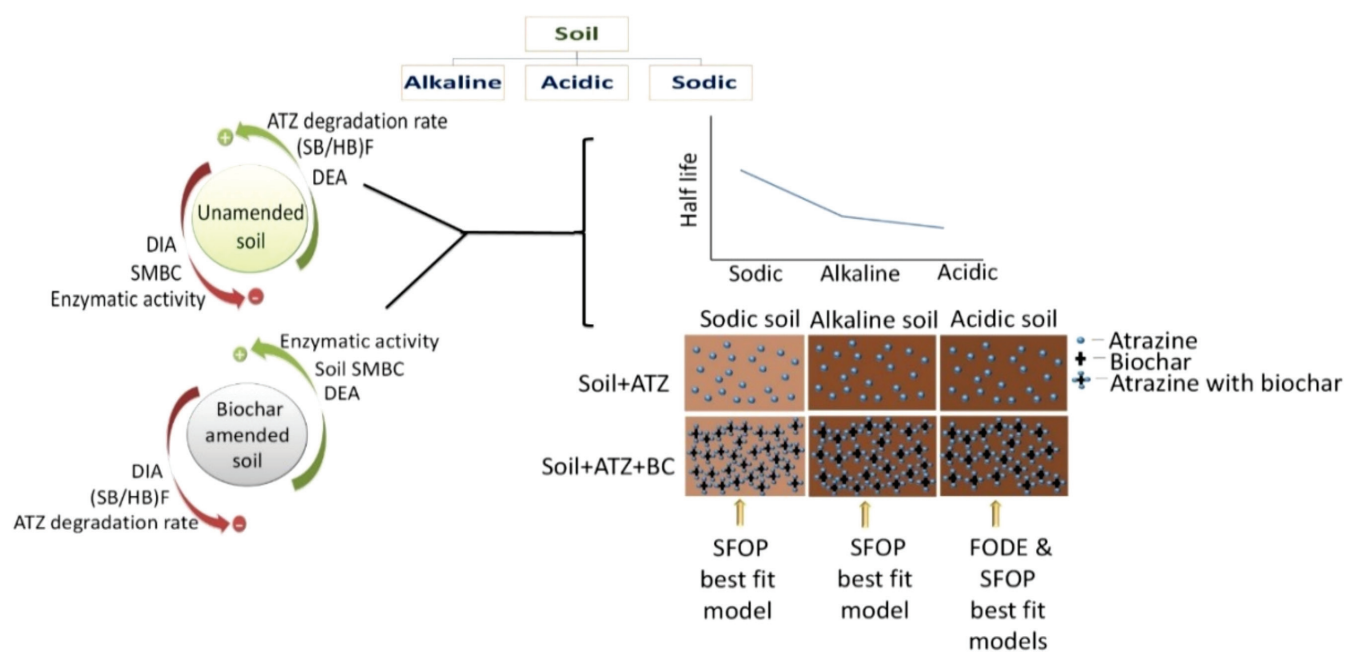 Soil
Alkaline
Acidic
Sodic
ATZ degradation rate
(SB/HB)F
DEA
+
Unamended
soil
DIA
SMBC
Enzymatic activity
-
Enzymatic activity
Soil SMBC
DEA
+
Biochar
amended
soil
DIA
(SB/HB)F
ATZ degradation rate
-
Half life
Sodic Alkaline Acidic
Sodic soil Alkaline soil Acidic soil
Soil+ATZ
Soil+ATZ+BC
Atrazine
Biochar
Atrazine with biochar
SFOP
best fit
model
SFOP
best fit
model
FODE &
SFOP
best fit
models